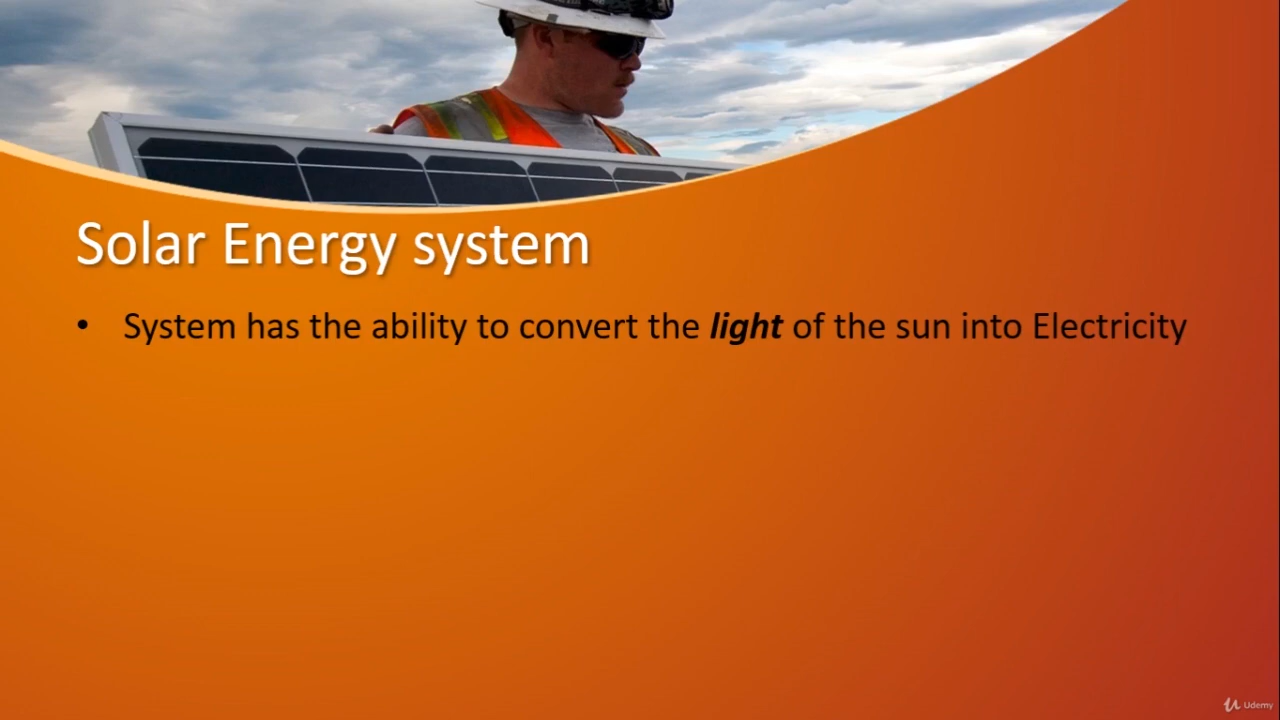 Solar Energy system
• System has the ability to convert the light of the sun into Electricity
Udemy